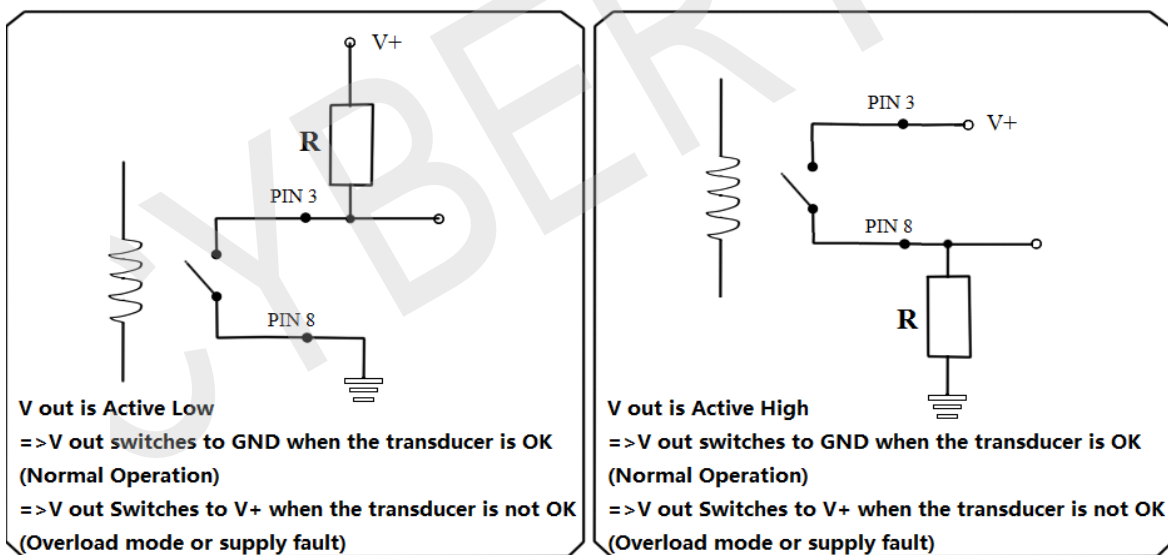 V+
R
PIN 3
PIN 8
V out is Active Low
=>V out switches to GND when the transducer is OK
(Normal Operation)
=>V out Switches to V+ when the transducer is not OK
(Overload mode or supply fault)
PIN 3
V+
PIN 8
R
V out is Active High
=>V out switches to GND when the transducer is OK
(Normal Operation)
=>V out Switches to V+ when the transducer is not OK
(Overload mode or supply fault)
CYBERT